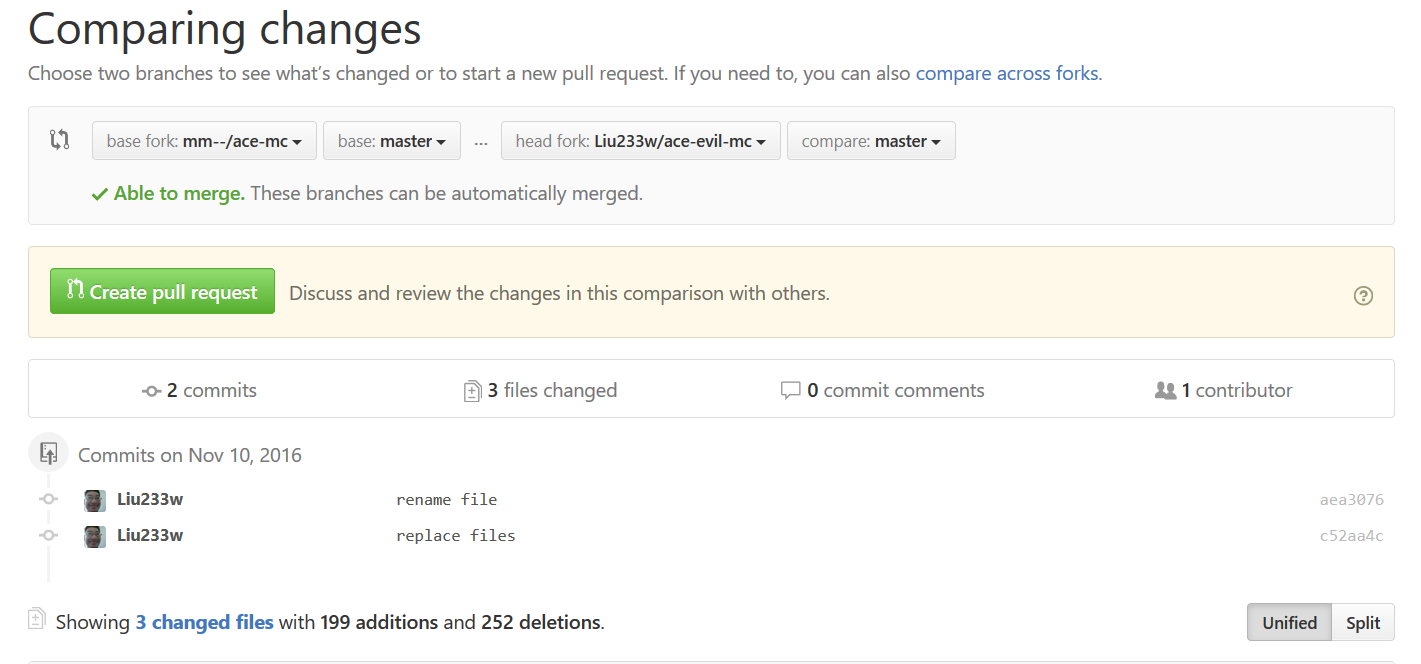 Comparing changes
Choose two branches to see what’s changed or to start a new pull request. If you need to, you can also compare across forks.
base fork: mm--/ace-mc base: master ... head fork: Liu233w/ace-evil-mc compare: master
Able to merge. These branches can be automatically merged.
Create pull request Discuss and review the changes in this comparison with others.
2 commits 3 files changed 0 commit comments 1 contributor
Commits on Nov 10, 2016
Liu233w rename file aea3076
Liu233w replace files c52aa4c
Showing 3 changed files with 199 additions and 252 deletions. Unified Split